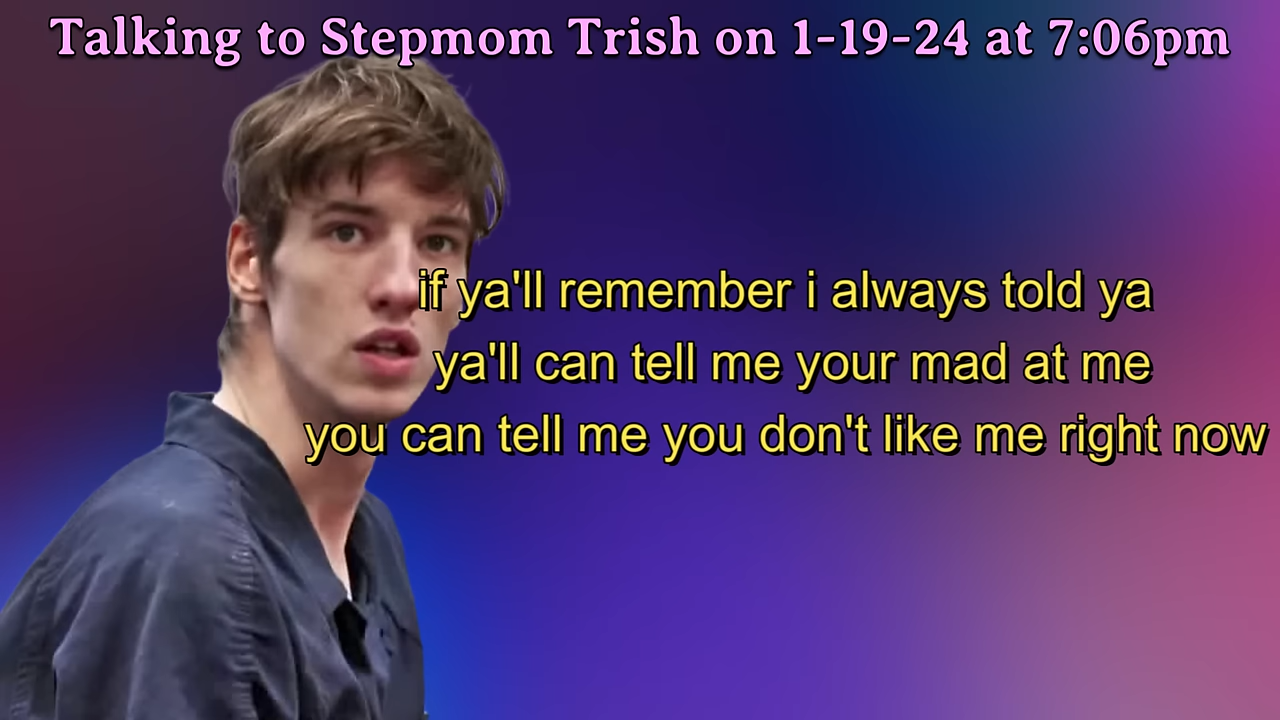 Talking to Stepmom Trish on 1-19-24 at 7:06pm
if ya'll remember i always told ya
ya'll can tell me your mad at me
you can tell me you don't like me right now